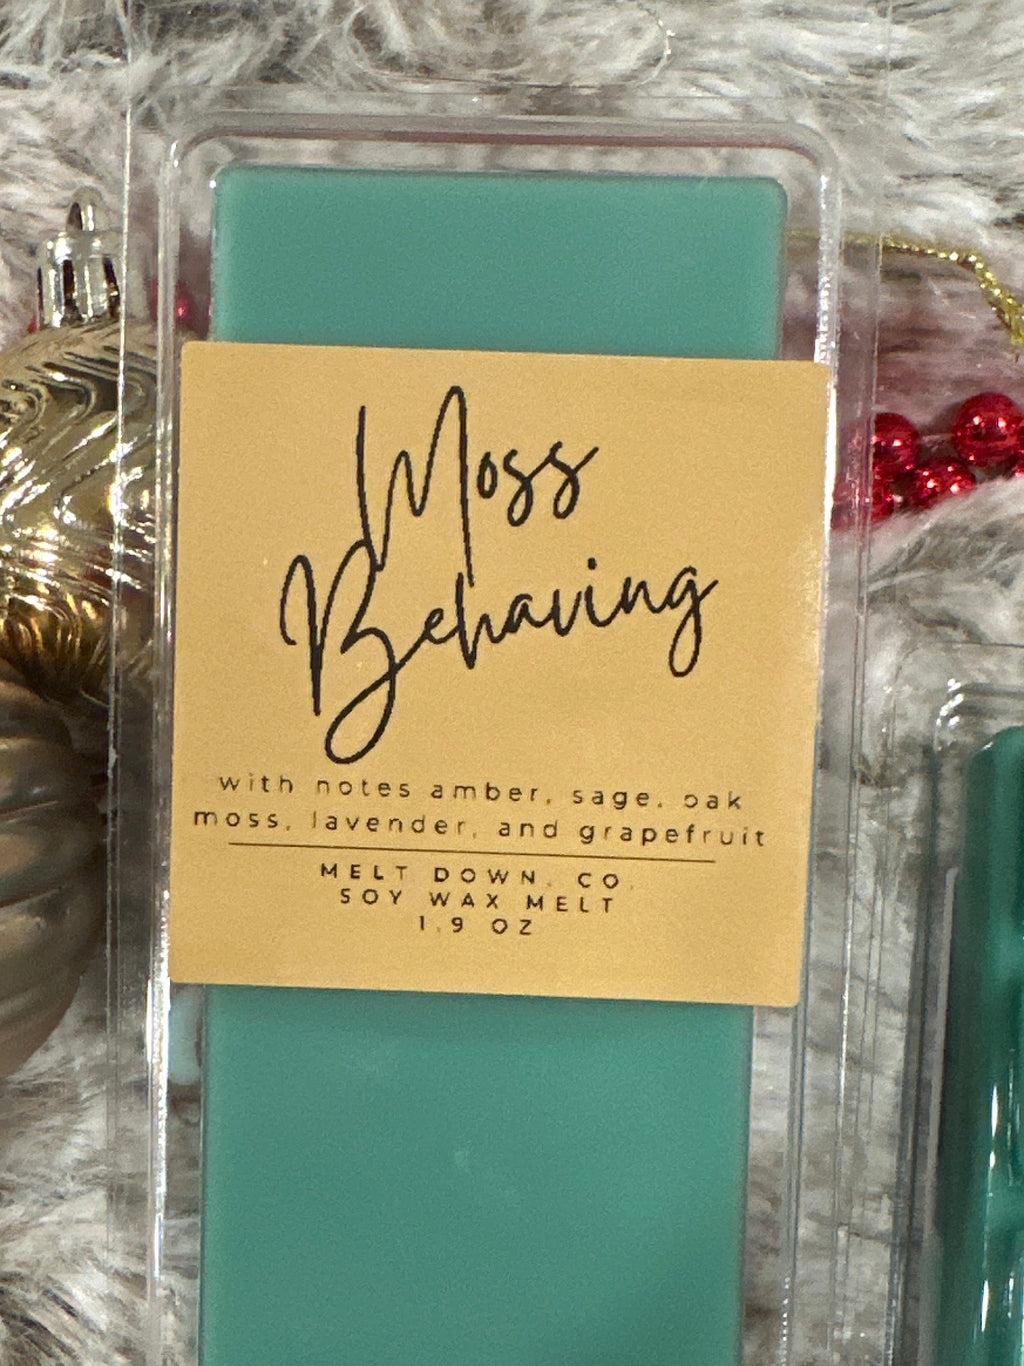 Moss
Behaving
with notes amber, sage, oak
moss, lavender, and grapefruit
MELT DOWN. CO.
SOY WAX MELT
1.9 OZ